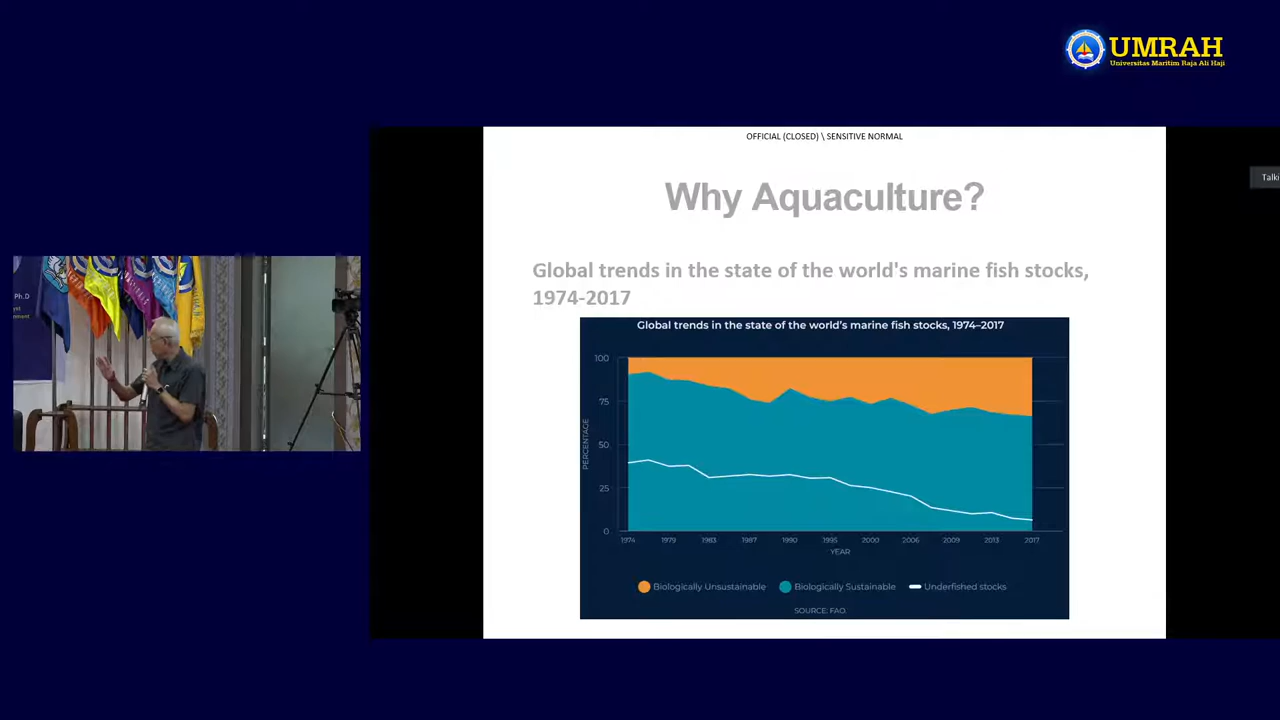 UMRAH
Universitas Maritim Raja Ali Haji
OFFICIAL (CLOSED) \ SENSITIVE NORMAL
Talki
Why Aquaculture?
Global trends in the state of the world's marine fish stocks,
1974-2017
Global trends in the state of the world's marine fish stocks, 1974–2017
100
75
50
25
0
PERCENTAGE
1974 1979 1983 1987 1990 1995 2000 2006 2009 2013 2017
YEAR
Biologically Unsustainable Biologically Sustainable Underfished stocks
SOURCE: FAO.
Ph.D